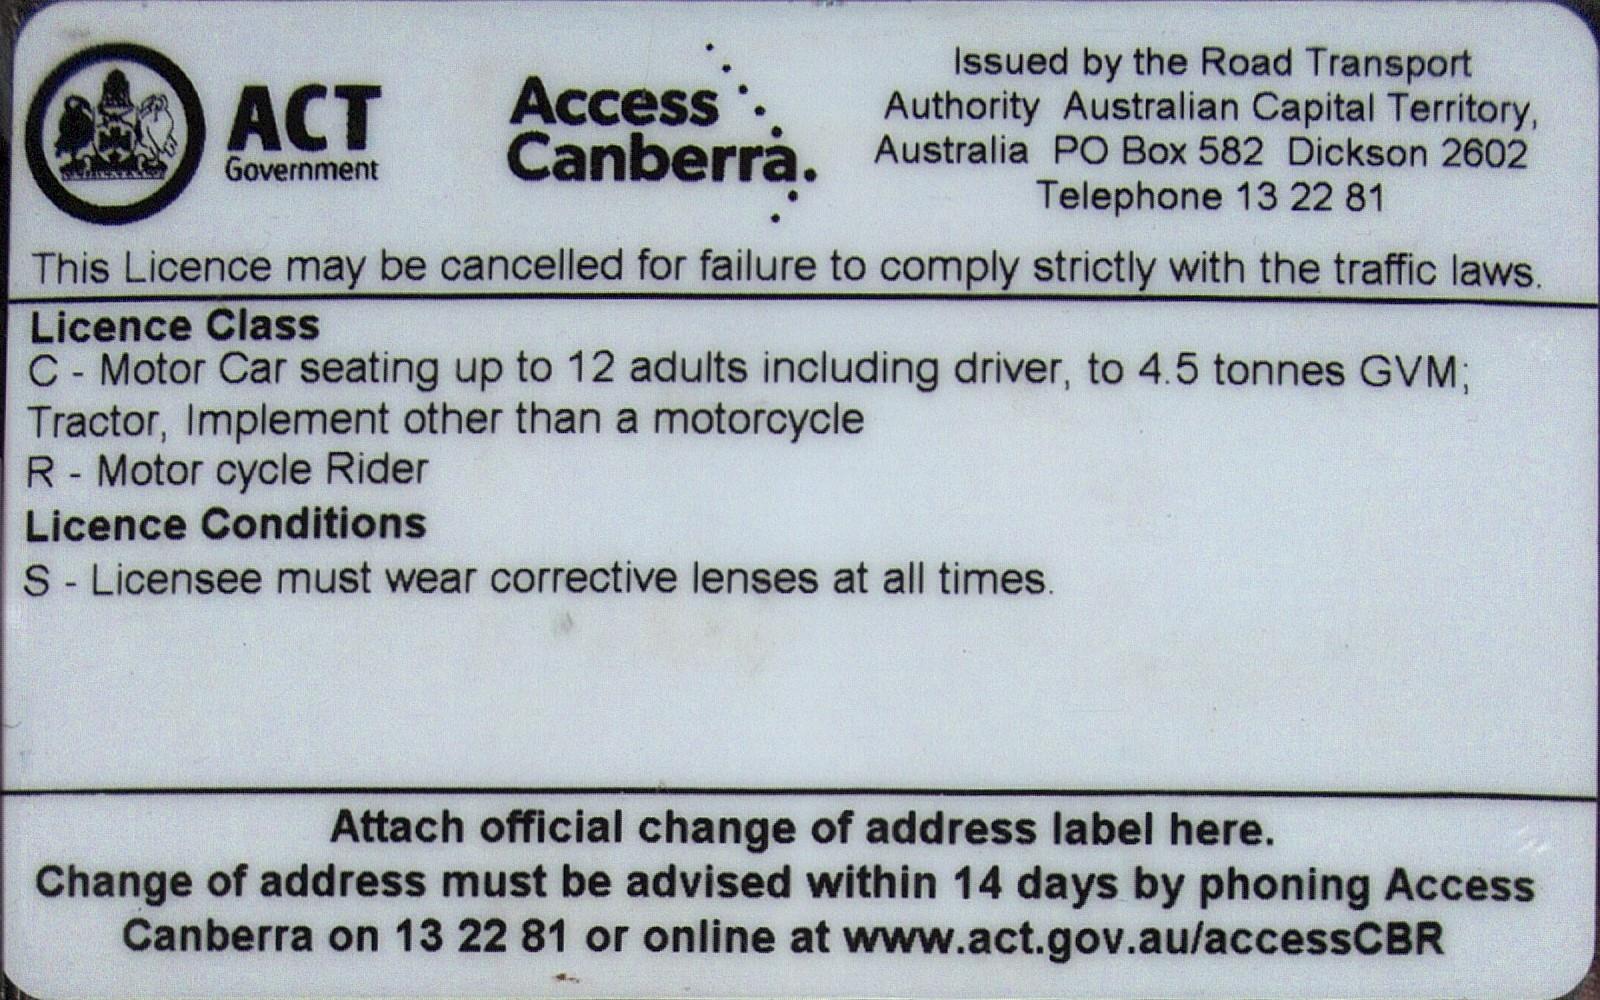 ACT
Government
Access
Canberra.
Issued by the Road Transport
Authority Australian Capital Territory,
Australia PO Box 582 Dickson 2602
Telephone 13 22 81
This Licence may be cancelled for failure to comply strictly with the traffic laws.
Licence Class
C - Motor Car seating up to 12 adults including driver, to 4.5 tonnes GVM;
Tractor, Implement other than a motorcycle
R - Motor cycle Rider
Licence Conditions
S - Licensee must wear corrective lenses at all times.
Attach official change of address label here.
Change of address must be advised within 14 days by phoning Access
Canberra on 13 22 81 or online at www.act.gov.au/accessCBR